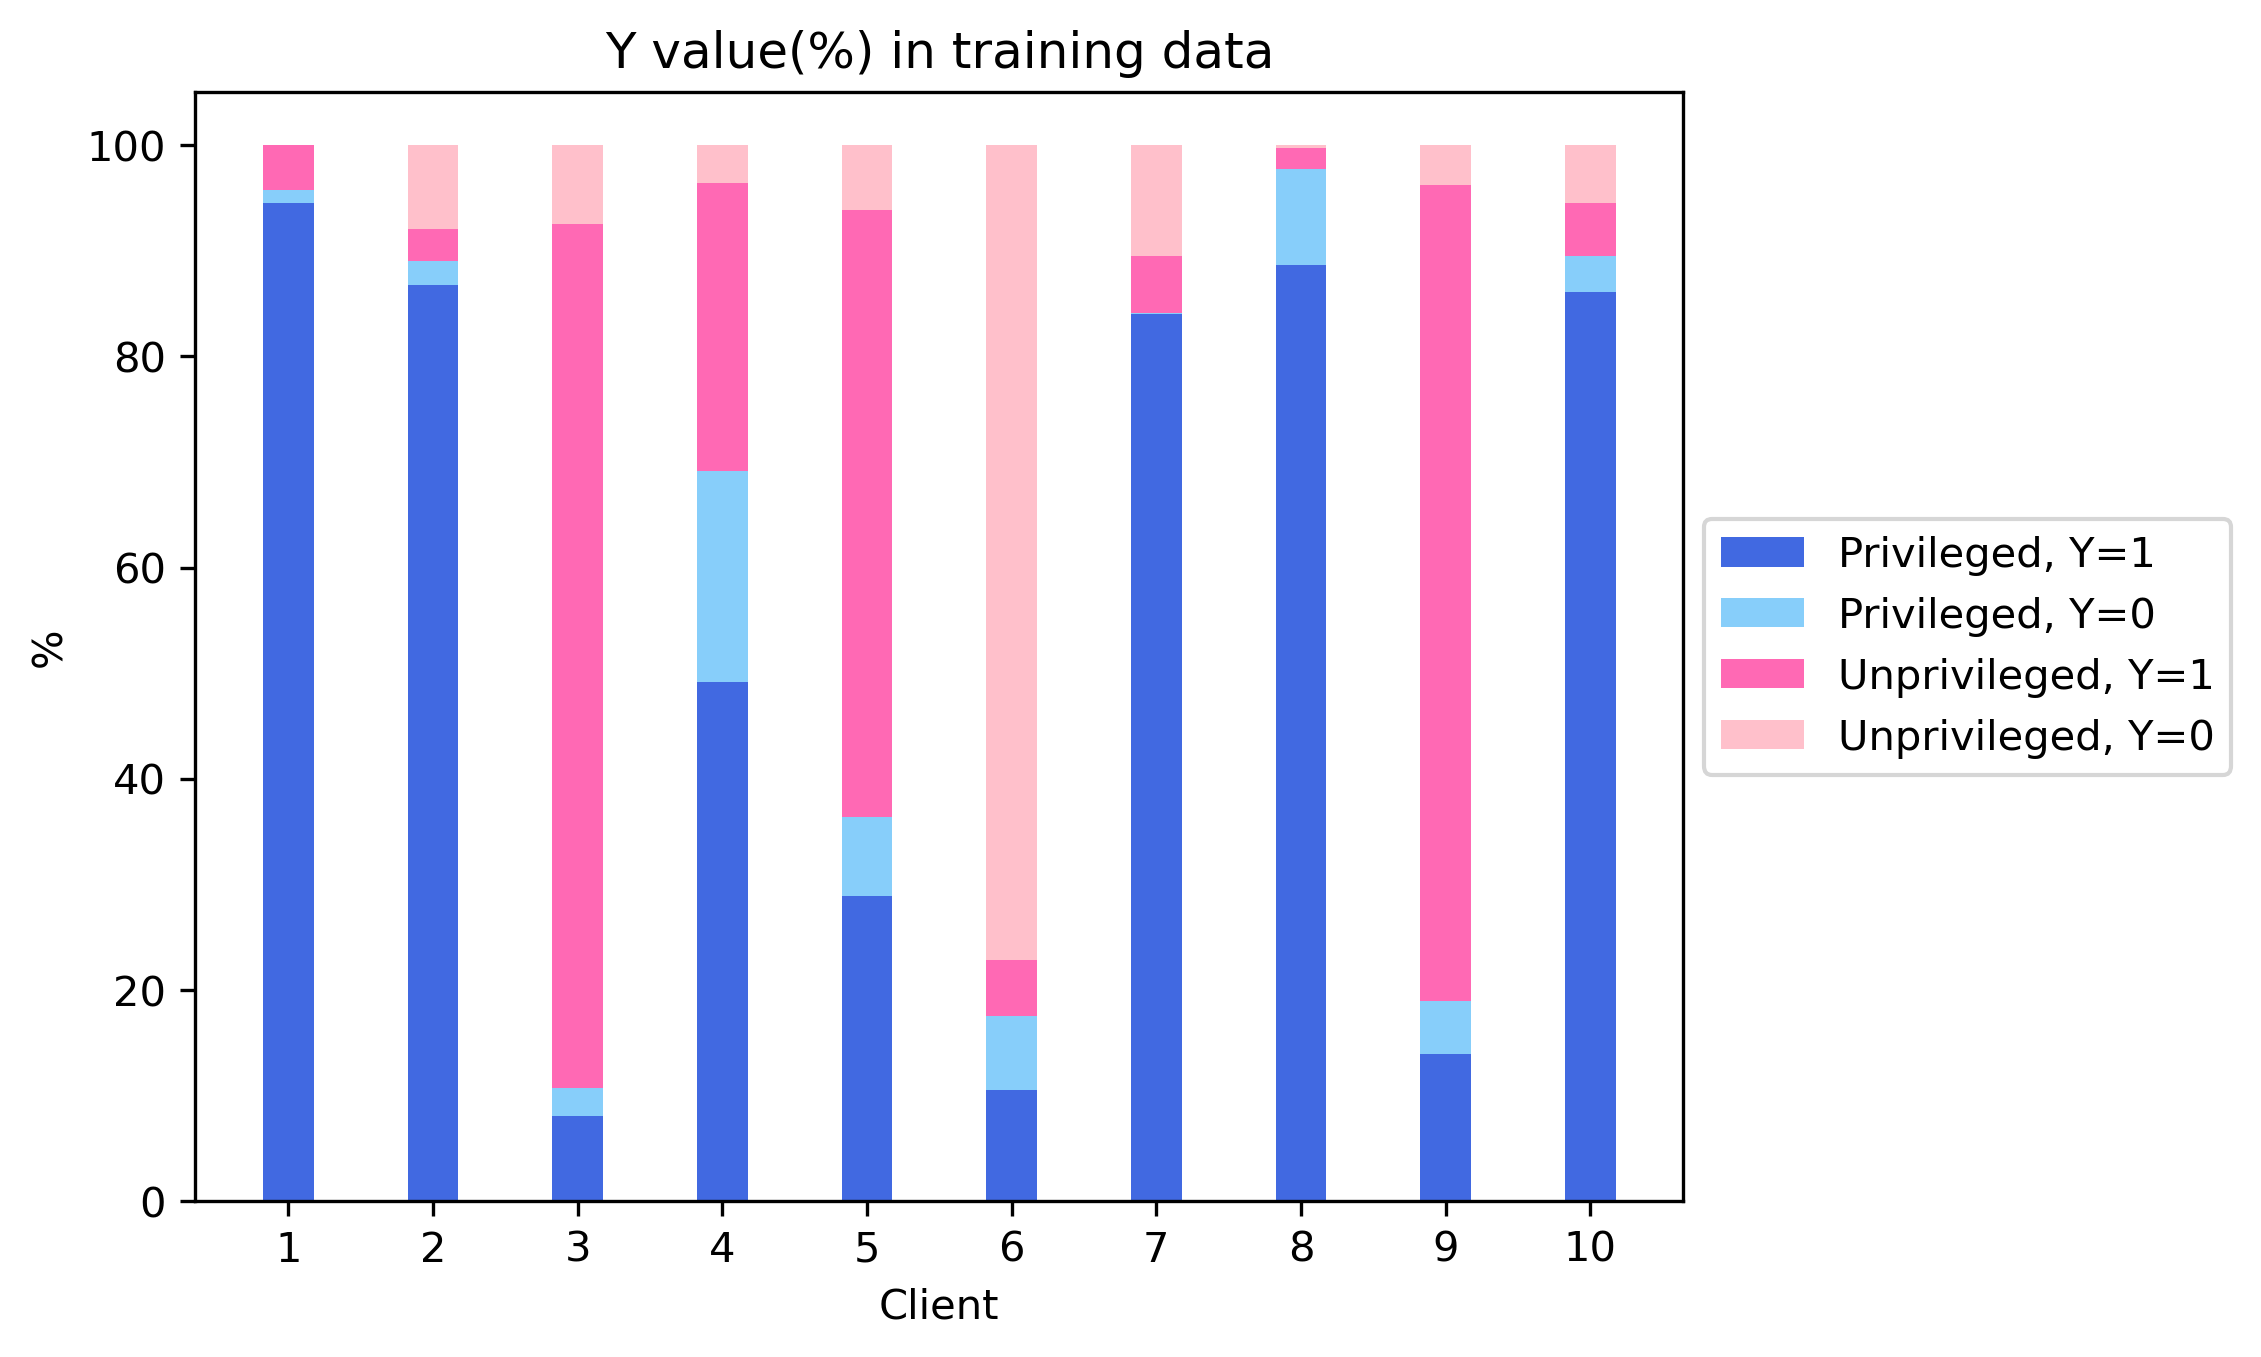 Y value(%) in training data
100
80
60
40
20
0
%
1 2 3 4 5 6 7 8 9 10
Client
Privileged, Y=1
Privileged, Y=0
Unprivileged, Y=1
Unprivileged, Y=0